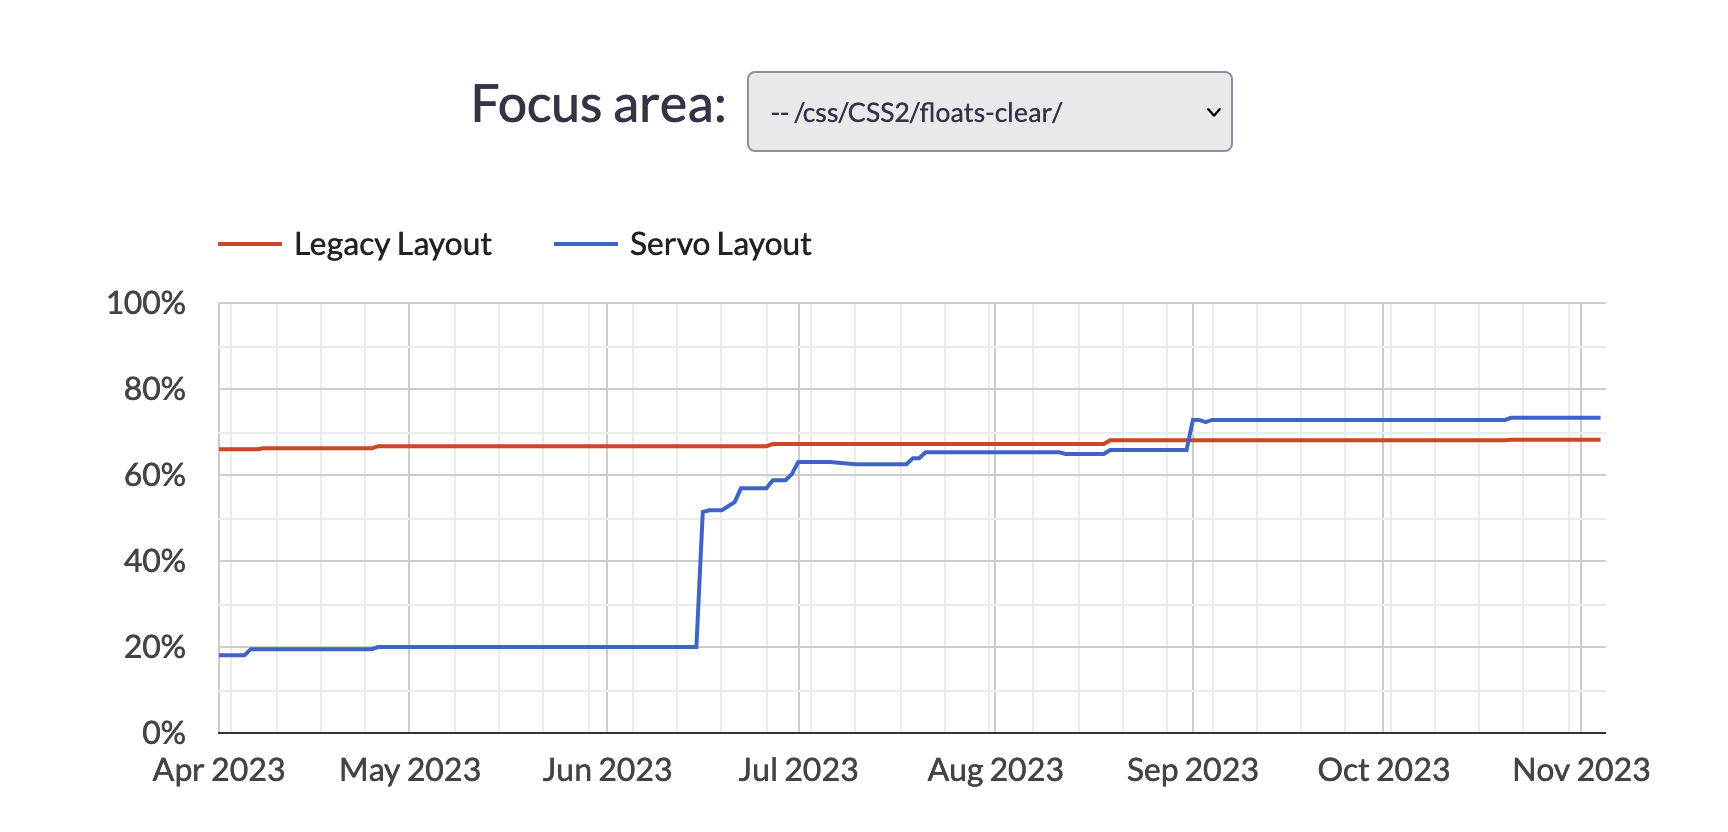 Focus area: -- /css/CSS2/floats-clear/
Legacy Layout Servo Layout
100%
80%
60%
40%
20%
0%
Apr 2023 May 2023 Jun 2023 Jul 2023 Aug 2023 Sep 2023 Oct 2023 Nov 2023